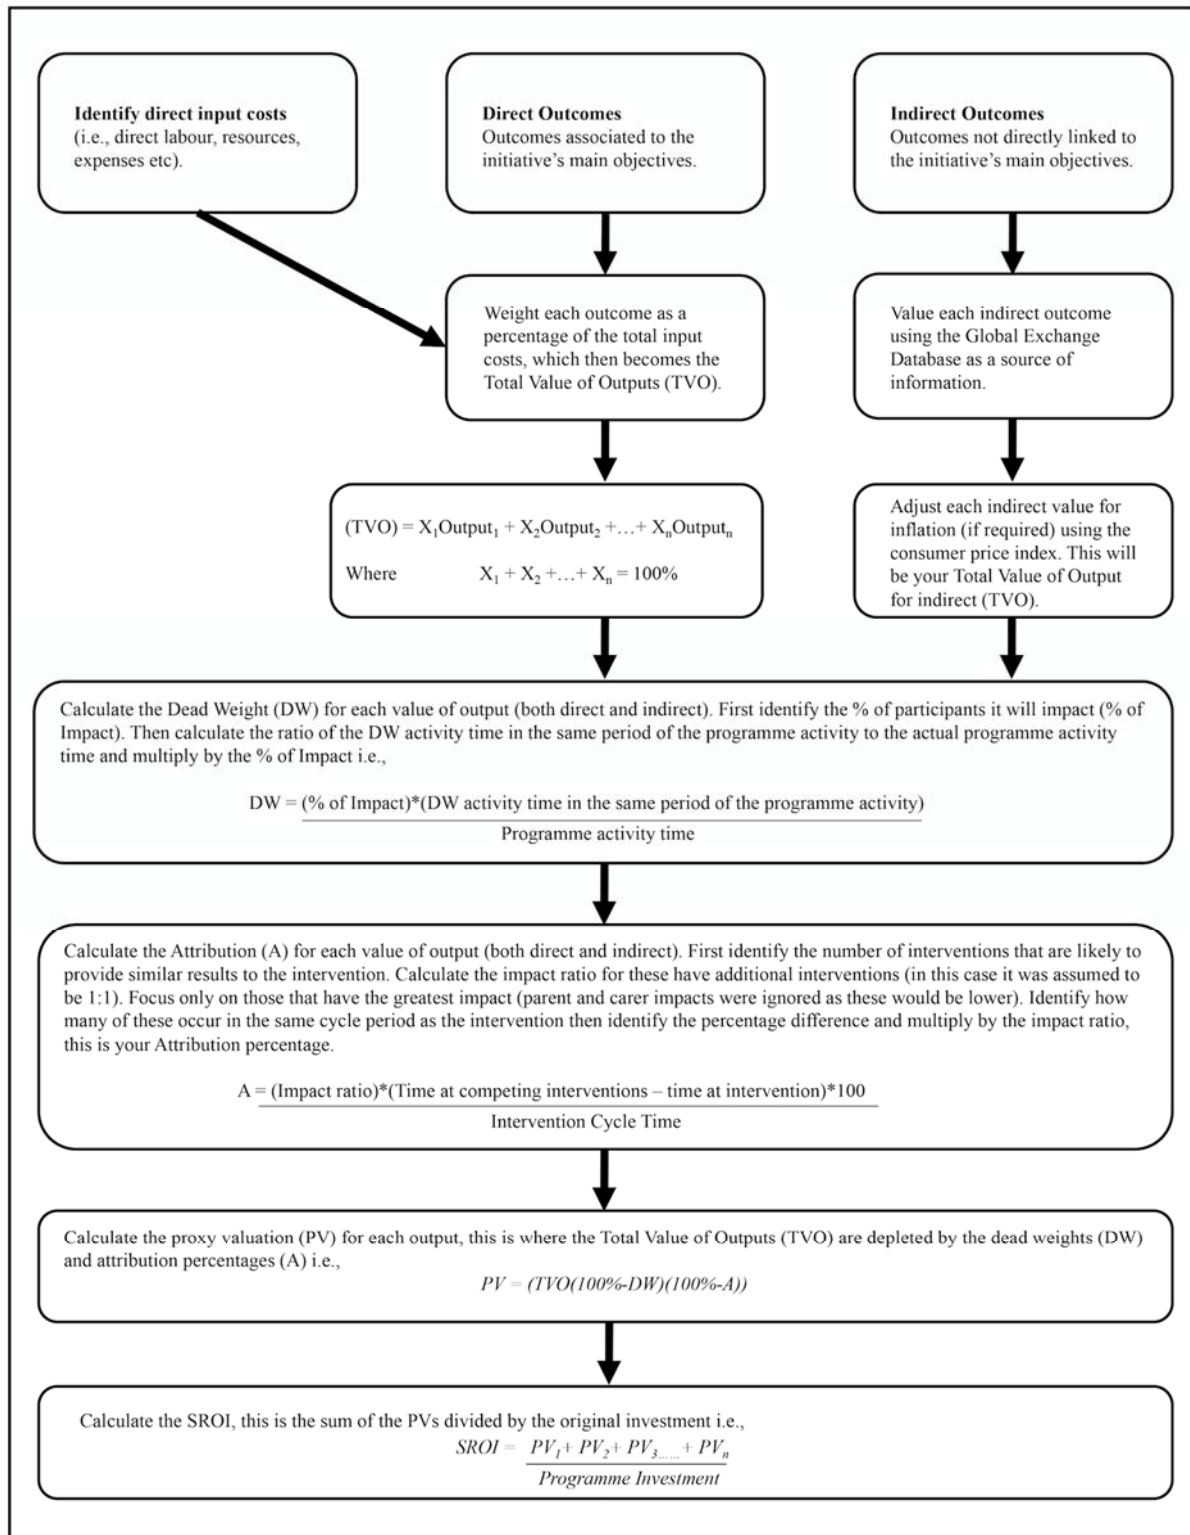 Identify direct input costs
(i.e., direct labour, resources,
expenses etc).
Direct Outcomes
Outcomes associated to the
initiative's main objectives.
Indirect Outcomes
Outcomes not directly linked to
the initiative's main objectives.
Weight each outcome as a
percentage of the total input
costs, which then becomes the
Total Value of Outputs (TVO).
Value each indirect outcome
using the Global Exchange
Database as a source of
information.
(TVO) = X₁Output₁ + X₂Output₂ +…+ XₙOutputₙ
Where X₁ + X₂ +…+ Xₙ = 100%
Adjust each indirect value for
inflation (if required) using the
consumer price index. This will
be your Total Value of Output
for indirect (TVO).
Calculate the Dead Weight (DW) for each value of output (both direct and indirect). First identify the % of participants it will impact (% of
Impact). Then calculate the ratio of the DW activity time in the same period of the programme activity to the actual programme activity
time and multiply by the % of Impact i.e.,
DW = (% of Impact)*(DW activity time in the same period of the programme activity)
Programme activity time
Calculate the Attribution (A) for each value of output (both direct and indirect). First identify the number of interventions that are likely to
provide similar results to the intervention. Calculate the impact ratio for these have additional interventions (in this case it was assumed to
be 1:1). Focus only on those that have the greatest impact (parent and carer impacts were ignored as these would be lower). Identify how
many of these occur in the same cycle period as the intervention then identify the percentage difference and multiply by the impact ratio,
this is your Attribution percentage.
A = (Impact ratio)*(Time at competing interventions – time at intervention)*100
Intervention Cycle Time
Calculate the proxy valuation (PV) for each output, this is where the Total Value of Outputs (TVO) are depleted by the dead weights (DW)
and attribution percentages (A) i.e.,
PV = (TVO(100%-DW)(100%-A))
Calculate the SROI, this is the sum of the PVs divided by the original investment i.e.,
SROI = PV₁+ PV₂+ PV₃...... + PVₙ
Programme Investment